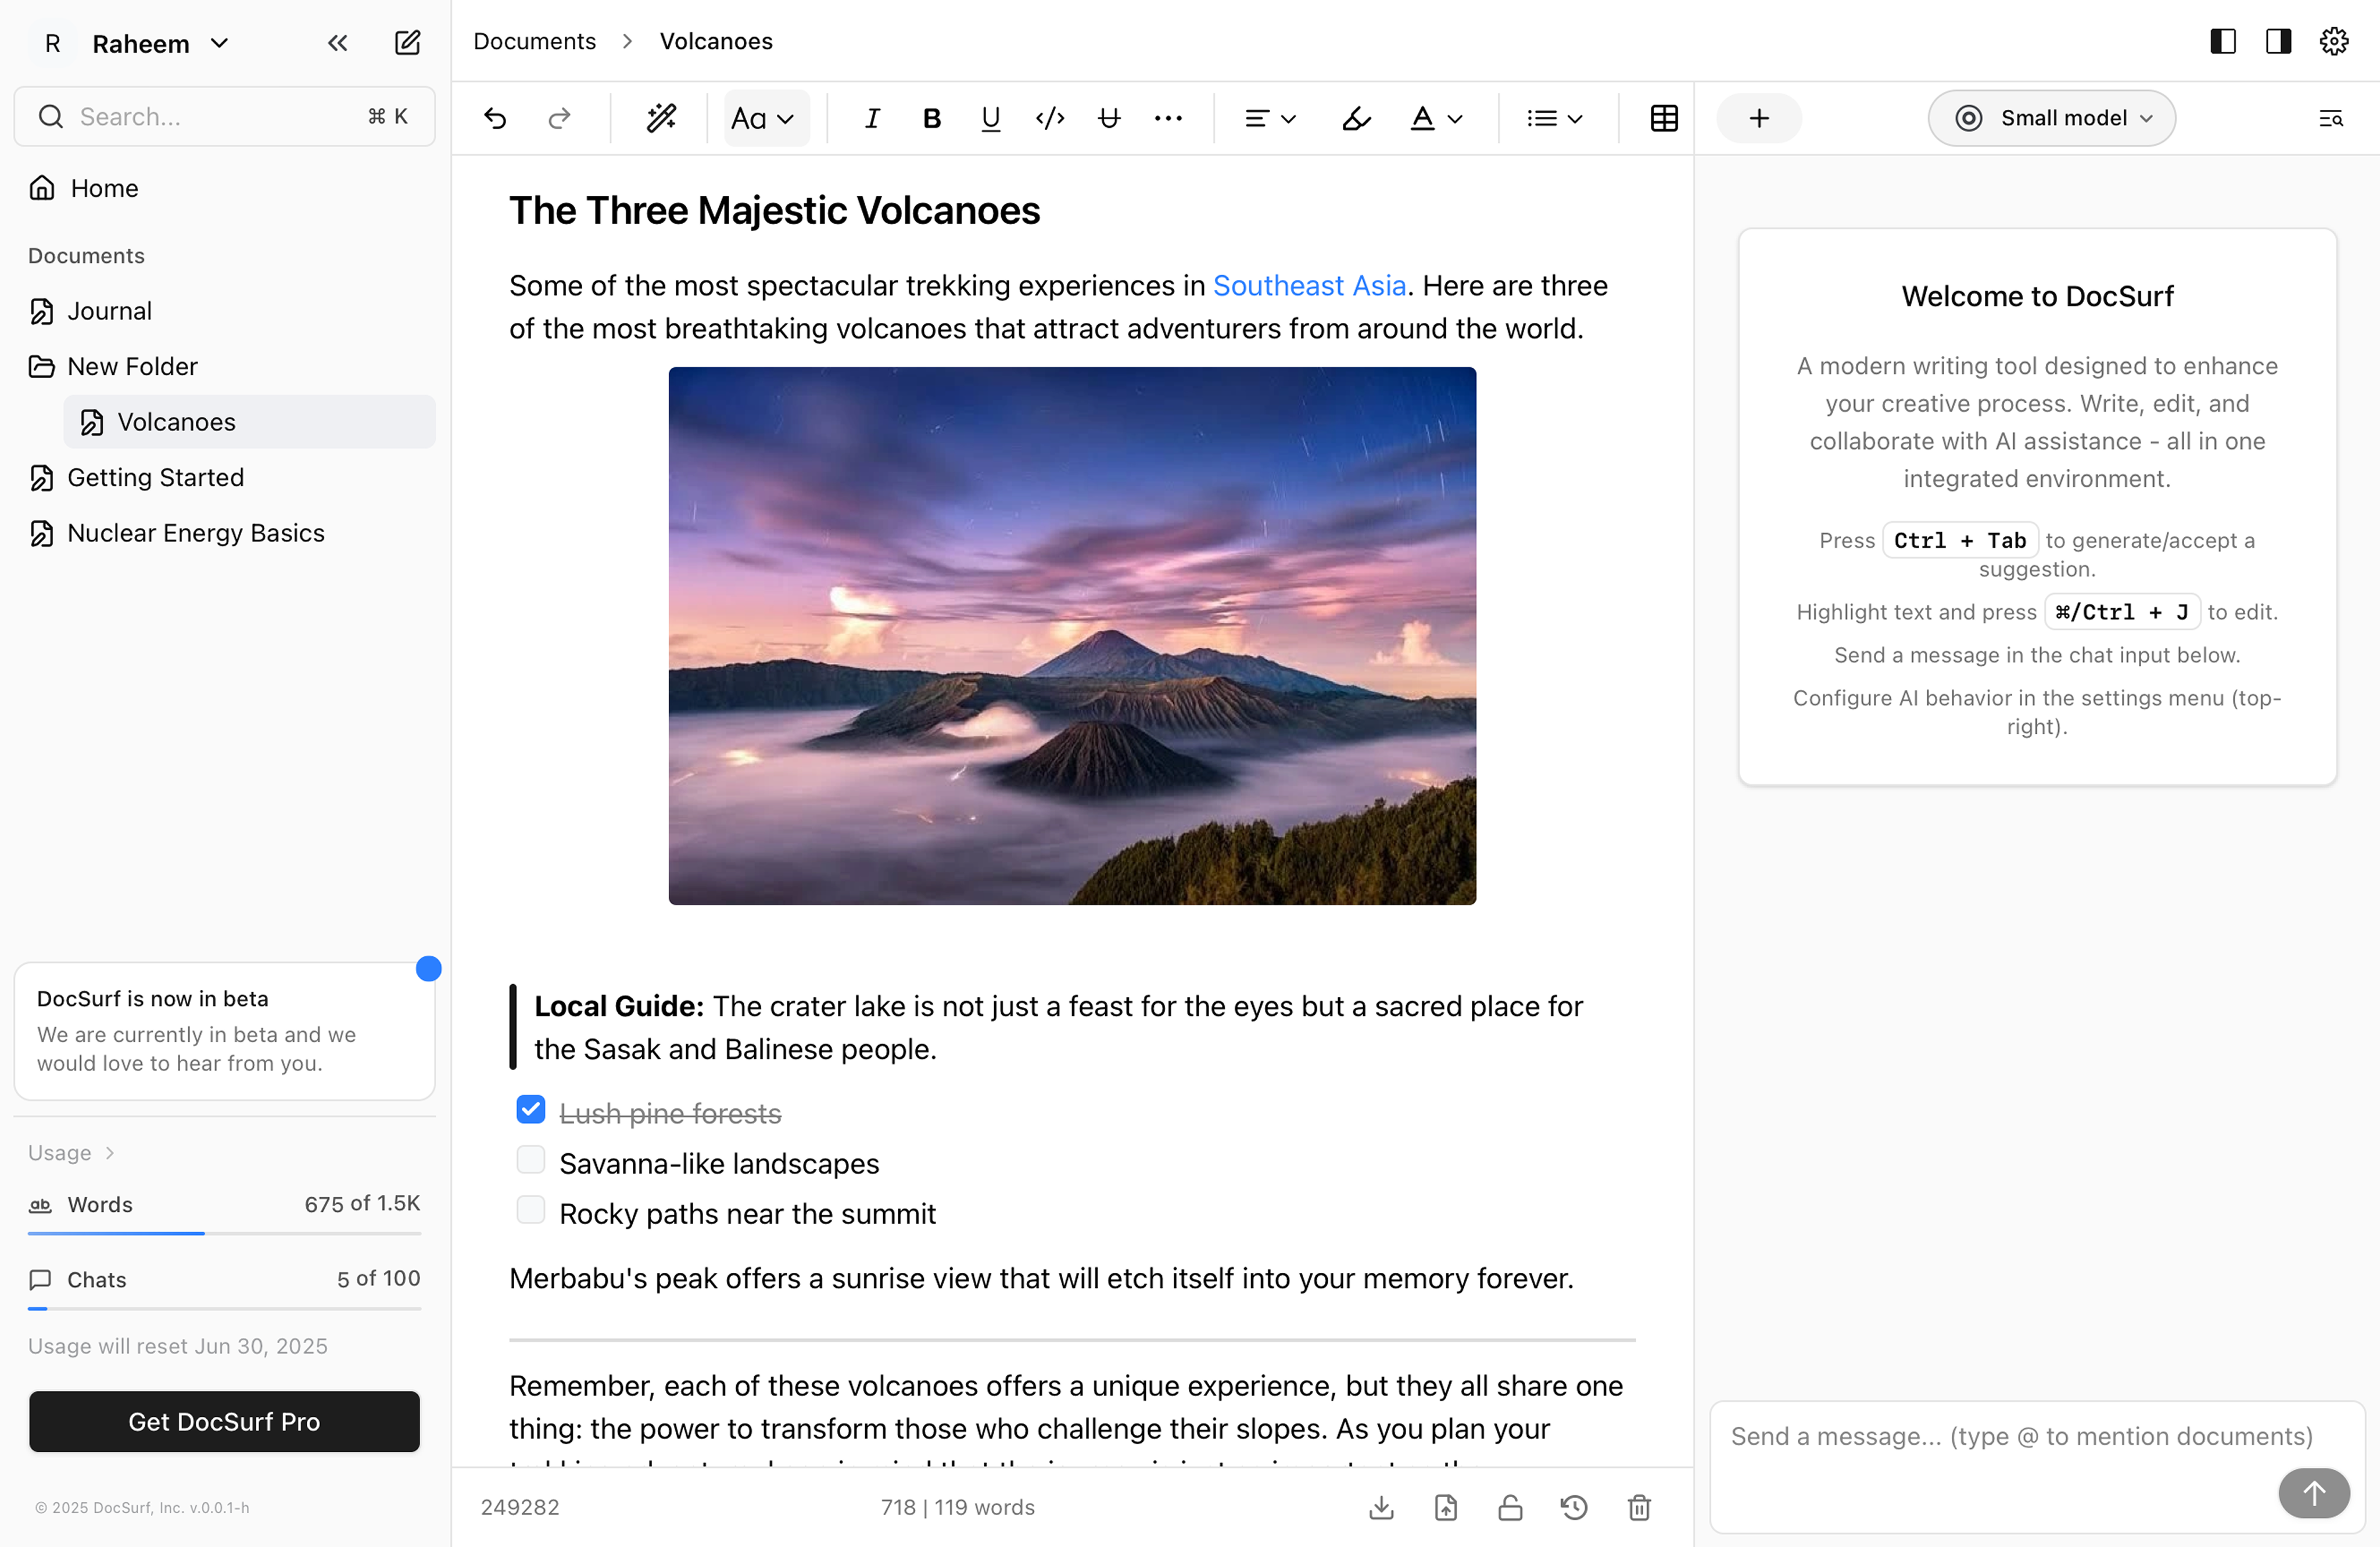 R Raheem
Search... ⌘ K
Home
Documents
Journal
New Folder
Volcanoes
Getting Started
Nuclear Energy Basics
DocSurf is now in beta
We are currently in beta and we
would love to hear from you.
Usage
Words 675 of 1.5K
Chats 5 of 100
Usage will reset Jun 30, 2025
Get DocSurf Pro
© 2025 DocSurf, Inc. v.0.0.1-h
Documents > Volcanoes
Aa I B U </> U A
The Three Majestic Volcanoes
Some of the most spectacular trekking experiences in Southeast Asia. Here are three
of the most breathtaking volcanoes that attract adventurers from around the world.
Local Guide: The crater lake is not just a feast for the eyes but a sacred place for
the Sasak and Balinese people.
Lush pine forests
Savanna-like landscapes
Rocky paths near the summit
Merbabu's peak offers a sunrise view that will etch itself into your memory forever.
Remember, each of these volcanoes offers a unique experience, but they all share one
thing: the power to transform those who challenge their slopes. As you plan your
249282
718 | 119 words
Small model
Welcome to DocSurf
A modern writing tool designed to enhance
your creative process. Write, edit, and
collaborate with AI assistance - all in one
integrated environment.
Press Ctrl + Tab to generate/accept a
suggestion.
Highlight text and press ⌘/Ctrl + J to edit.
Send a message in the chat input below.
Configure AI behavior in the settings menu (top-
right).
Send a message... (type @ to mention documents)